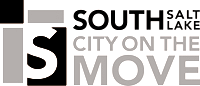 S SOUTH SALT LAKE
CITY ON THE
MOVE